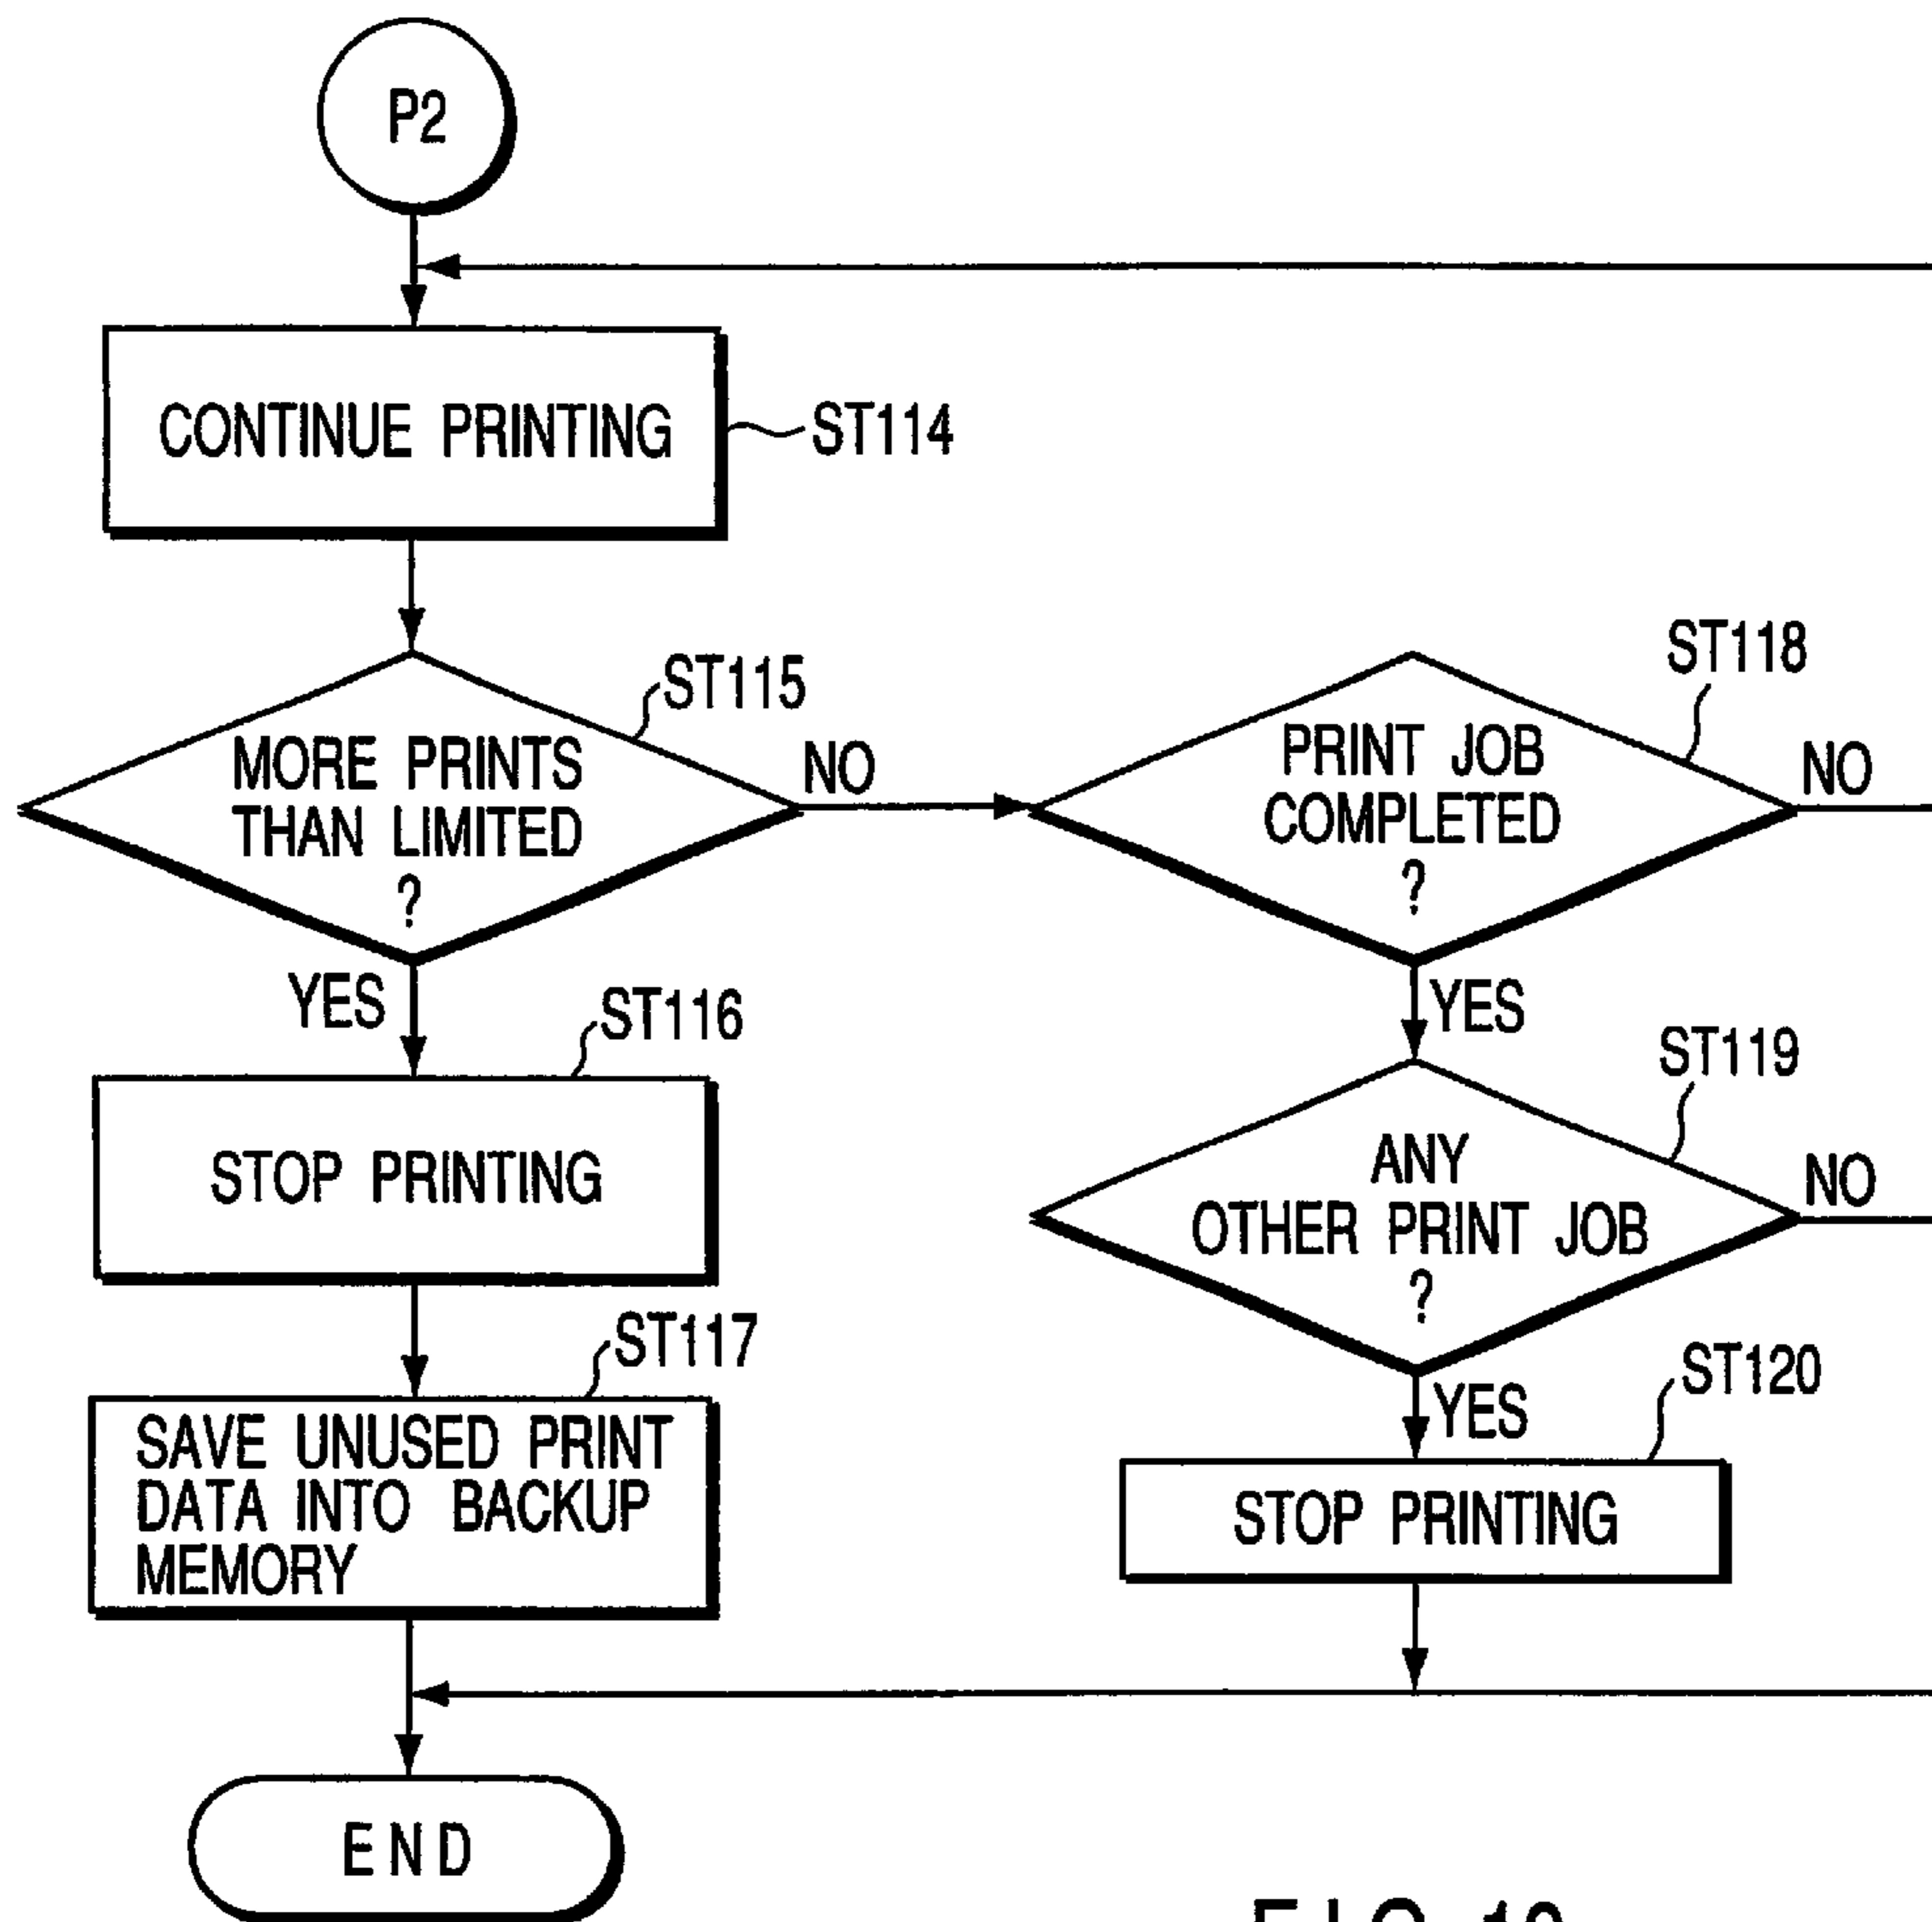 P2
CONTINUE PRINTING
ST114
ST115
MORE PRINTS
THAN LIMITED
?
NO
YES
ST118
PRINT JOB
COMPLETED
?
NO
YES
ST116
STOP PRINTING
ST119
ANY
OTHER PRINT JOB
?
NO
YES
ST117
SAVE UNUSED PRINT
DATA INTO BACKUP
MEMORY
ST120
STOP PRINTING
END